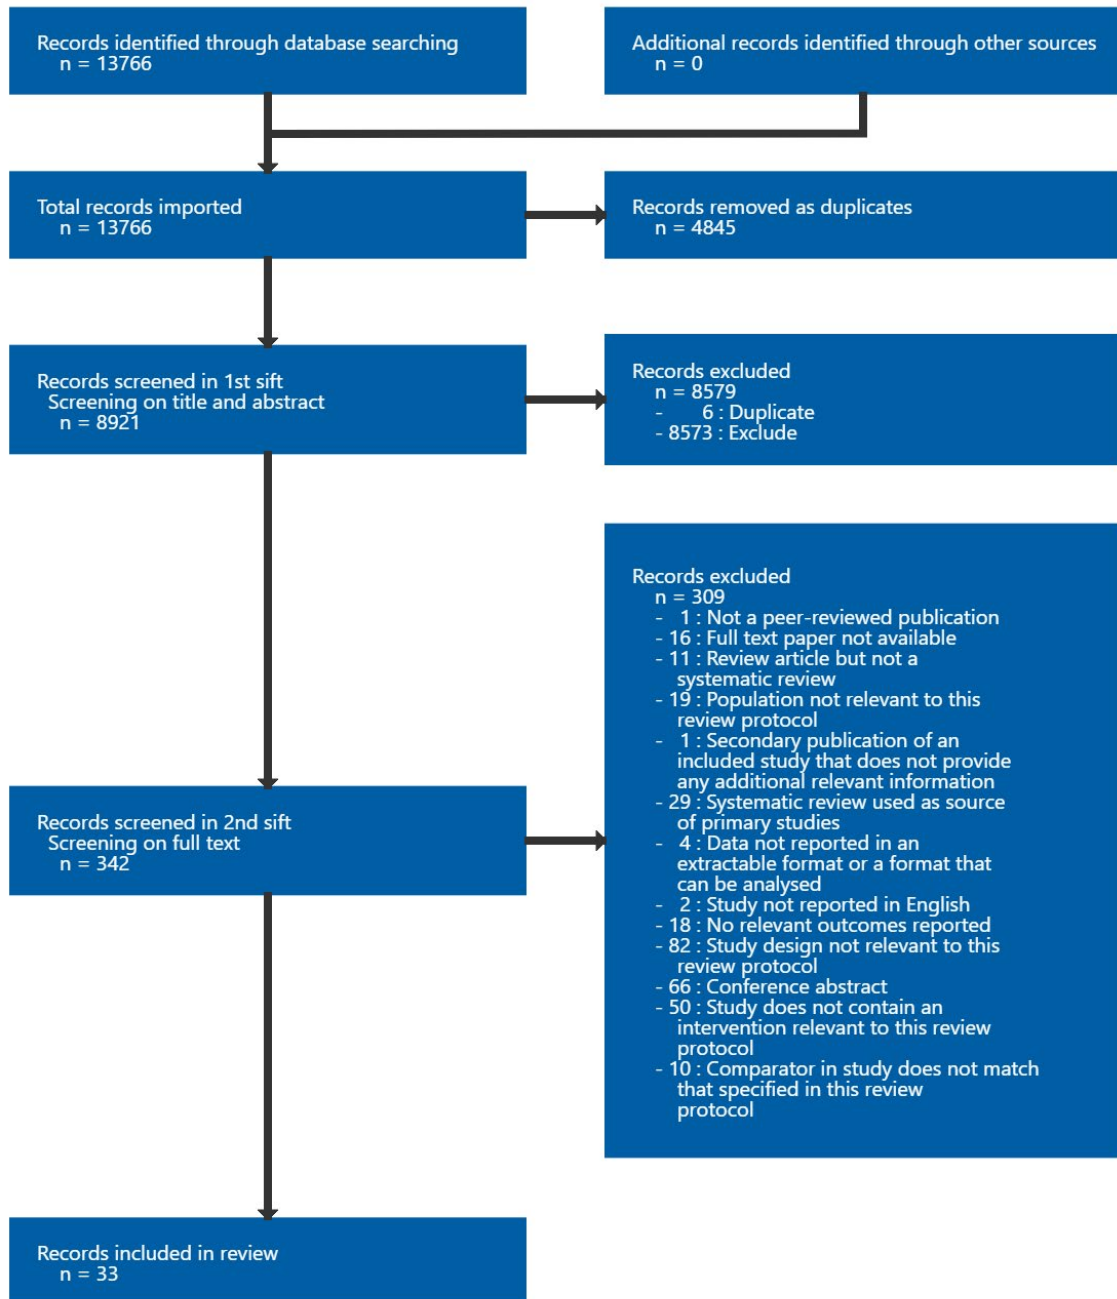 Records identified through database searching
n = 13766
Additional records identified through other sources
n = 0
Total records imported
n = 13766
Records removed as duplicates
n = 4845
Records screened in 1st sift
Screening on title and abstract
n = 8921
Records excluded
n = 8579
- 6 : Duplicate
- 8573 : Exclude
Records screened in 2nd sift
Screening on full text
n = 342
Records excluded
n = 309
- 1 : Not a peer-reviewed publication
- 16 : Full text paper not available
- 11 : Review article but not a
systematic review
- 19 : Population not relevant to this
review protocol
- 1 : Secondary publication of an
included study that does not provide
any additional relevant information
- 29 : Systematic review used as source
of primary studies
- 4 : Data not reported in an
extractable format or a format that
can be analysed
- 2 : Study not reported in English
- 18 : No relevant outcomes reported
- 82 : Study design not relevant to this
review protocol
- 66 : Conference abstract
- 50 : Study does not contain an
intervention relevant to this review
protocol
- 10 : Comparator in study does not match
that specified in this review
protocol
Records included in review
n = 33